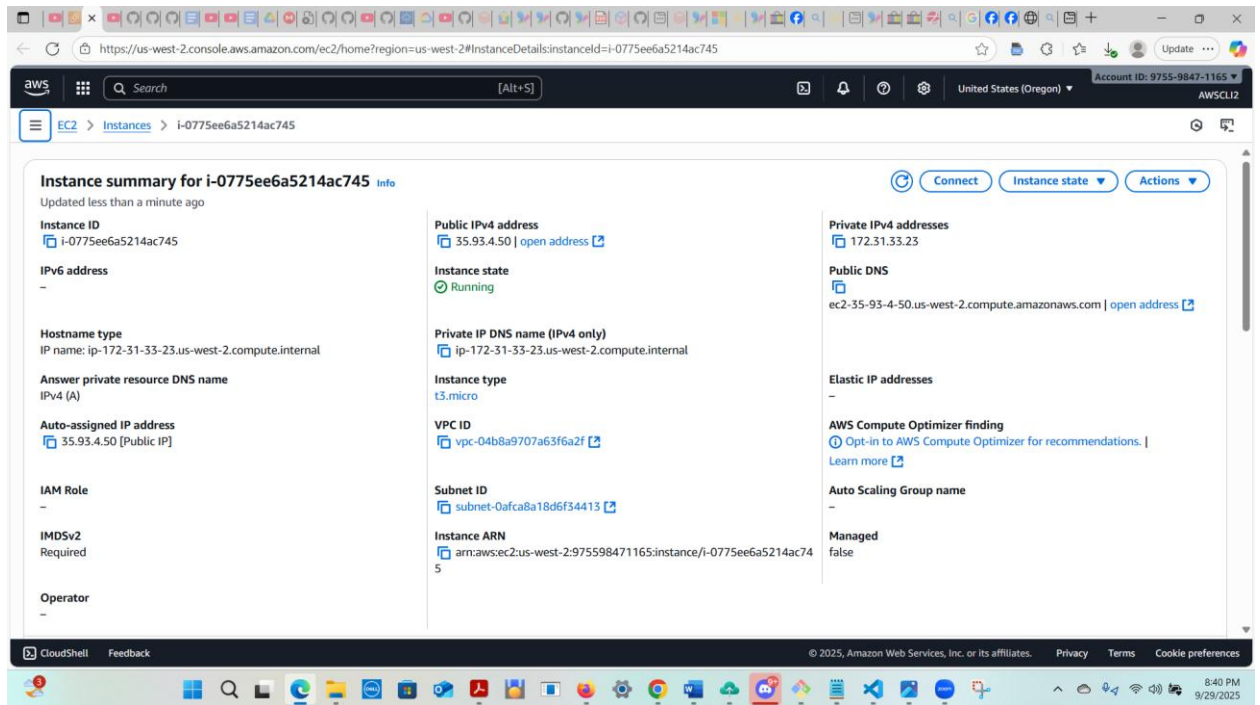 https://us-west-2.console.aws.amazon.com/ec2/home?region=us-west-2#InstanceDetails:instanceId=i-0775ee6a5214ac745
Update
aws
Search
[Alt+S]
United States (Oregon)
Account ID: 9755-9847-1165
AWSCLI2
EC2 > Instances > i-0775ee6a5214ac745
Instance summary for i-0775ee6a5214ac745 Info
Connect
Instance state
Actions
Updated less than a minute ago
Instance ID
i-0775ee6a5214ac745
Public IPv4 address
35.93.4.50 | open address
Private IPv4 addresses
172.31.33.23
IPv6 address
–
Instance state
Running
Public DNS
ec2-35-93-4-50.us-west-2.compute.amazonaws.com | open address
Hostname type
IP name: ip-172-31-33-23.us-west-2.compute.internal
Private IP DNS name (IPv4 only)
ip-172-31-33-23.us-west-2.compute.internal
Answer private resource DNS name
IPv4 (A)
Instance type
t3.micro
Elastic IP addresses
–
Auto-assigned IP address
35.93.4.50 [Public IP]
VPC ID
vpc-04b8a9707a63f6a2f
AWS Compute Optimizer finding
Opt-in to AWS Compute Optimizer for recommendations. |
Learn more
IAM Role
–
Subnet ID
subnet-0afca8a18d6f34413
Auto Scaling Group name
–
IMDSv2
Required
Instance ARN
arn:aws:ec2:us-west-2:975598471165:instance/i-0775ee6a5214ac74
5
Managed
false
Operator
–
CloudShell
Feedback
© 2025, Amazon Web Services, Inc. or its affiliates.
Privacy
Terms
Cookie preferences
8:40 PM
9/29/2025